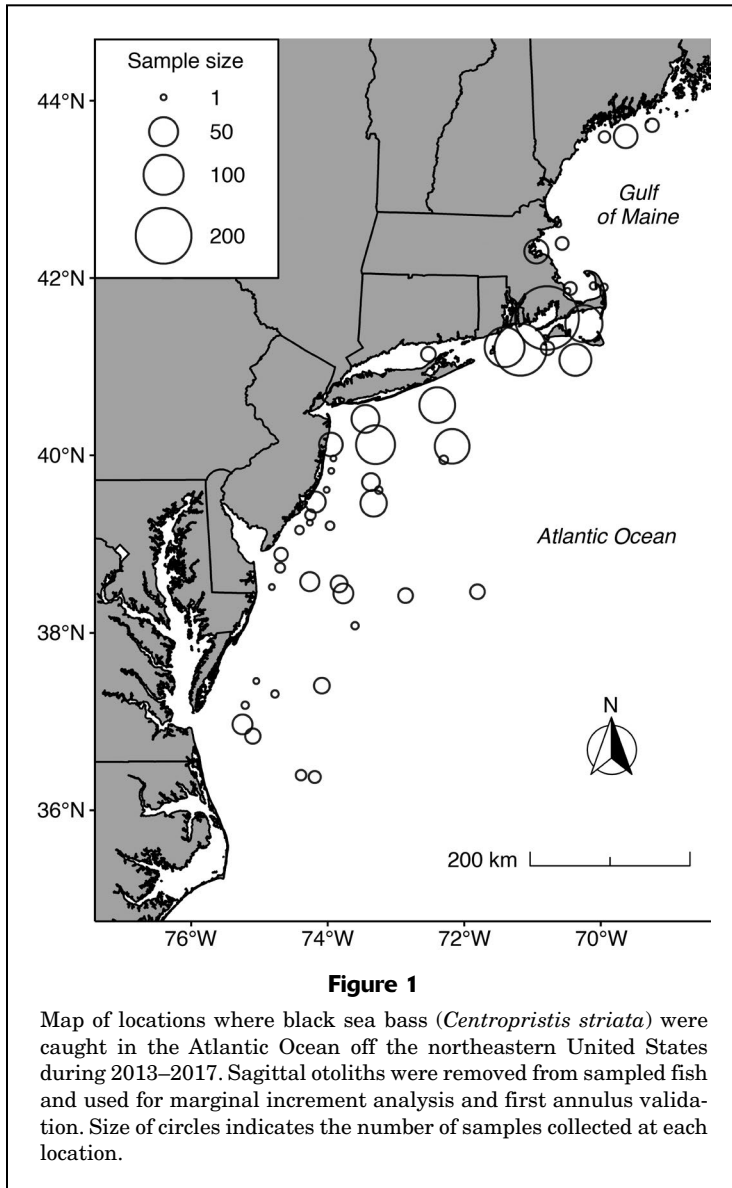 Sample size
1
50
100
200
44°N
42°N
40°N
38°N
36°N
Gulf
of Maine
Atlantic Ocean
N
200 km
76°W
74°W
72°W
70°W
Figure 1
Map of locations where black sea bass (Centropristis striata) were
caught in the Atlantic Ocean off the northeastern United States
during 2013–2017. Sagittal otoliths were removed from sampled fish
and used for marginal increment analysis and first annulus valida-
tion. Size of circles indicates the number of samples collected at each
location.